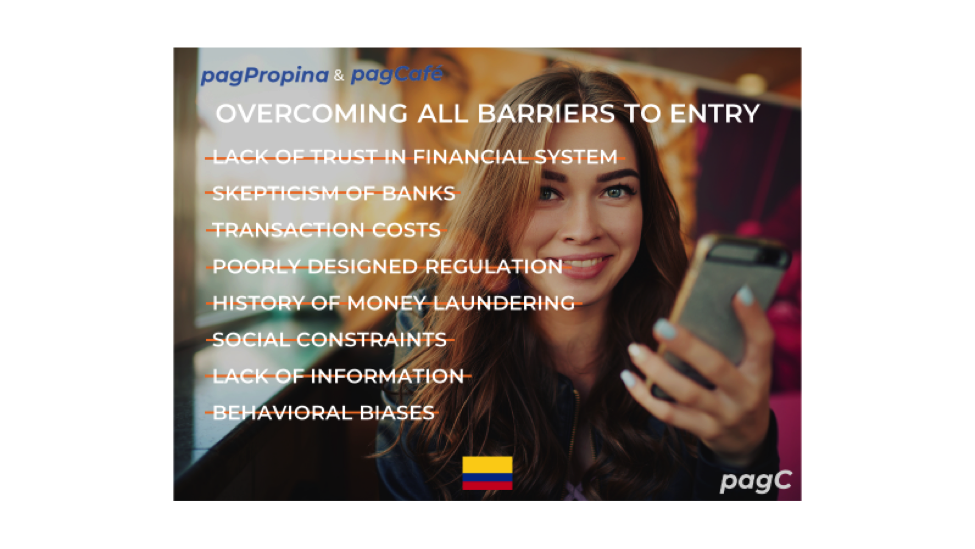 pagPropina & pagCafé
OVERCOMING ALL BARRIERS TO ENTRY
LACK OF TRUST IN FINANCIAL SYSTEM
SKEPTICISM OF BANKS
TRANSACTION COSTS
POORLY DESIGNED REGULATION
HISTORY OF MONEY LAUNDERING
SOCIAL CONSTRAINTS
LACK OF INFORMATION
BEHAVIORAL BIASES
pagC